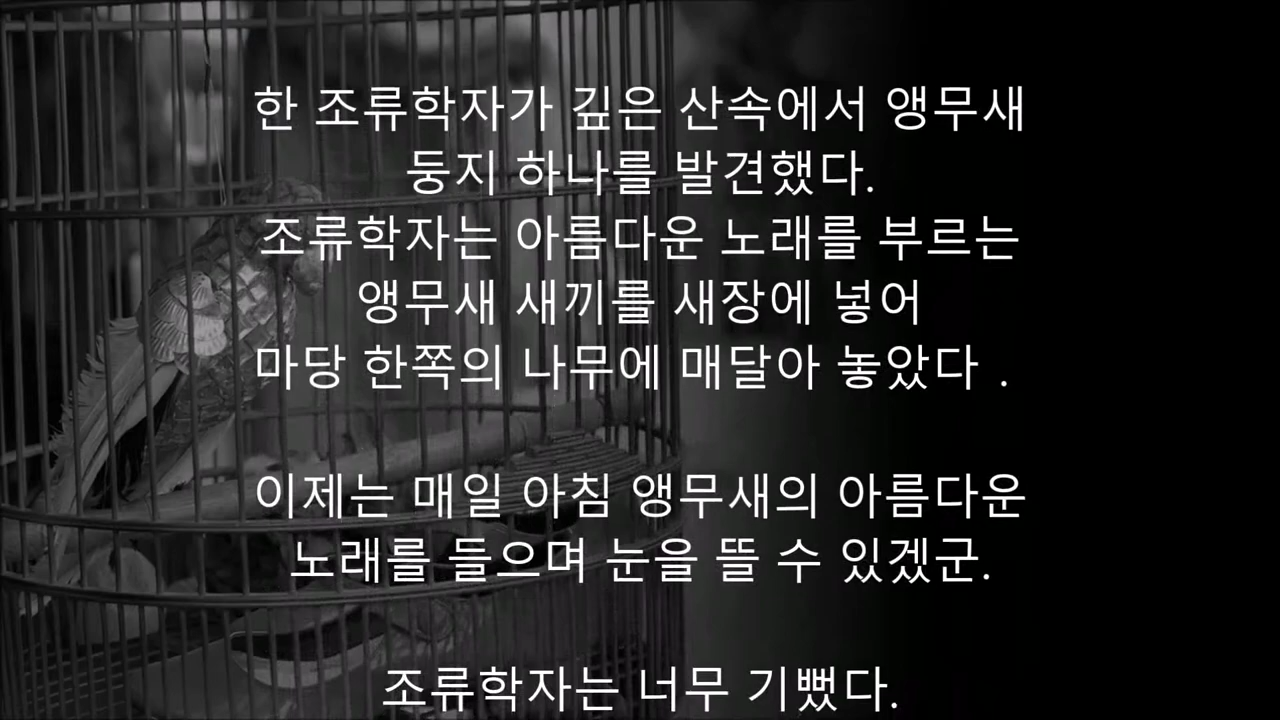 한 조류학자가 깊은 산속에서 앵무새
둥지 하나를 발견했다.
조류학자는 아름다운 노래를 부르는
앵무새 새끼를 새장에 넣어
마당 한쪽의 나무에 매달아 놓았다 .
이제는 매일 아침 앵무새의 아름다운
노래를 들으며 눈을 뜰 수 있겠군.
조류학자는 너무 기뻤다.